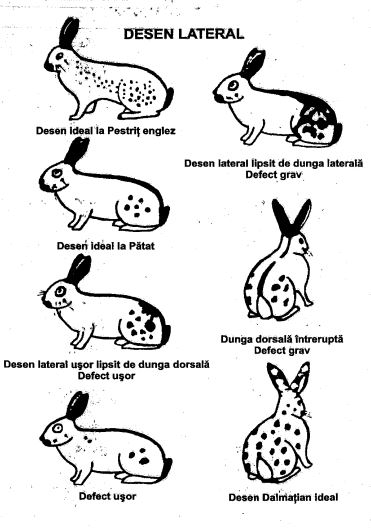 DESEN LATERAL
Desen ideal la Pestriț englez
Desen lateral lipsit de dunga laterală
Defect grav
Desen ideal la Pătat
Dunga dorsală întreruptă
Defect grav
Desen lateral ușor lipsit de dunga dorsală
Defect ușor
Defect ușor
Desen Dalmațian ideal